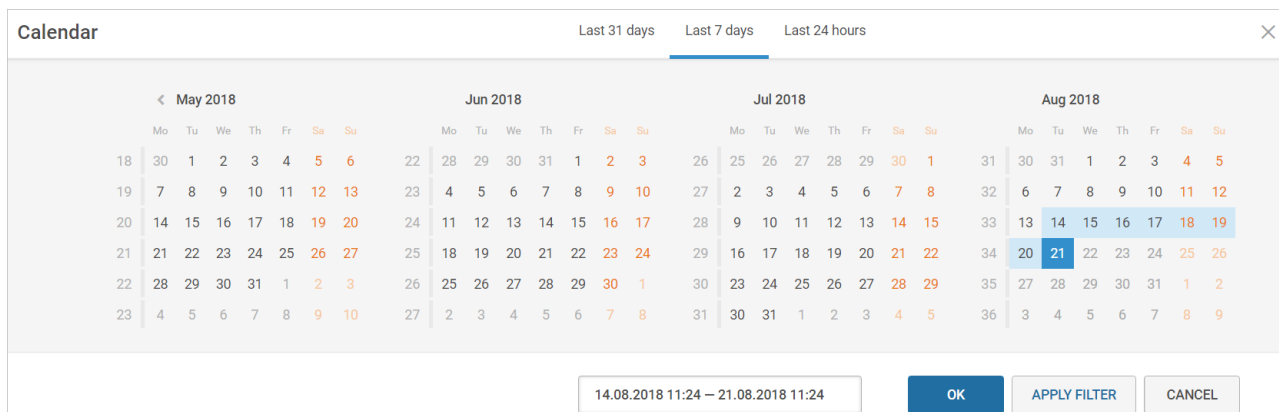 Calendar Last 31 days Last 7 days Last 24 hours
May 2018 Jun 2018 Jul 2018 Aug 2018
Mo Tu We Th Fr Sa Su Mo Tu We Th Fr Sa Su Mo Tu We Th Fr Sa Su Mo Tu We Th Fr Sa Su
18 30 1 2 3 4 5 6 22 28 29 30 31 1 2 3 26 25 26 27 28 29 30 1 31 30 31 1 2 3 4 5
19 7 8 9 10 11 12 13 23 4 5 6 7 8 9 10 27 2 3 4 5 6 7 8 32 6 7 8 9 10 11 12
20 14 15 16 17 18 19 20 24 11 12 13 14 15 16 17 28 9 10 11 12 13 14 15 33 13 14 15 16 17 18 19
21 21 22 23 24 25 26 27 25 18 19 20 21 22 23 24 29 16 17 18 19 20 21 22 34 20 21 22 23 24 25 26
22 28 29 30 31 1 2 3 26 25 26 27 28 29 30 1 30 23 24 25 26 27 28 29 35 27 28 29 30 31 1 2
23 4 5 6 7 8 9 10 27 2 3 4 5 6 7 8 31 30 31 1 2 3 4 5 36 3 4 5 6 7 8 9
14.08.2018 11:24 – 21.08.2018 11:24 OK APPLY FILTER CANCEL